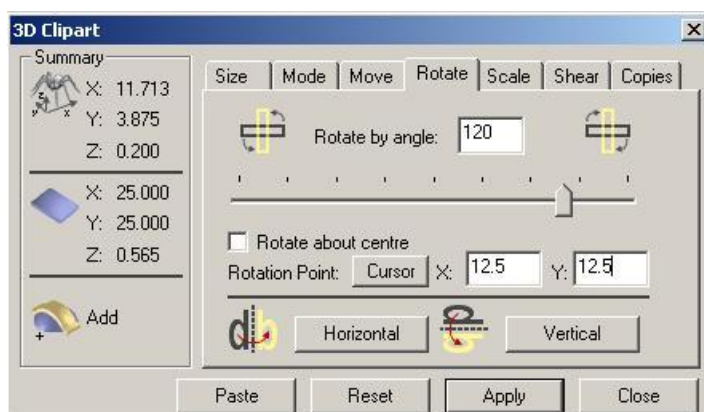 3D Clipart
Summary
X: 11.713
Y: 3.875
Z: 0.200
X: 25.000
Y: 25.000
Z: 0.565
Add
Size Mode Move Rotate Scale Shear Copies
Rotate by angle: 120
Rotate about centre
Rotation Point: Cursor X: 12.5 Y: 12.5
Horizontal Vertical
Paste Reset Apply Close